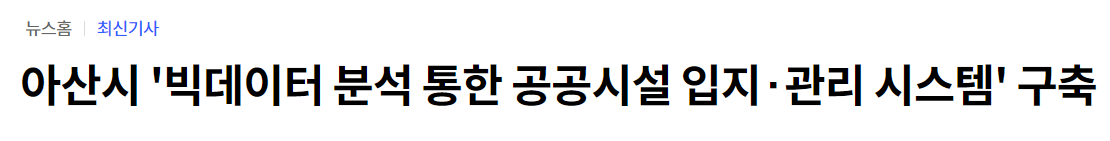 뉴스홈 | 최신기사
아산시 '빅데이터 분석 통한 공공시설 입지·관리 시스템' 구축